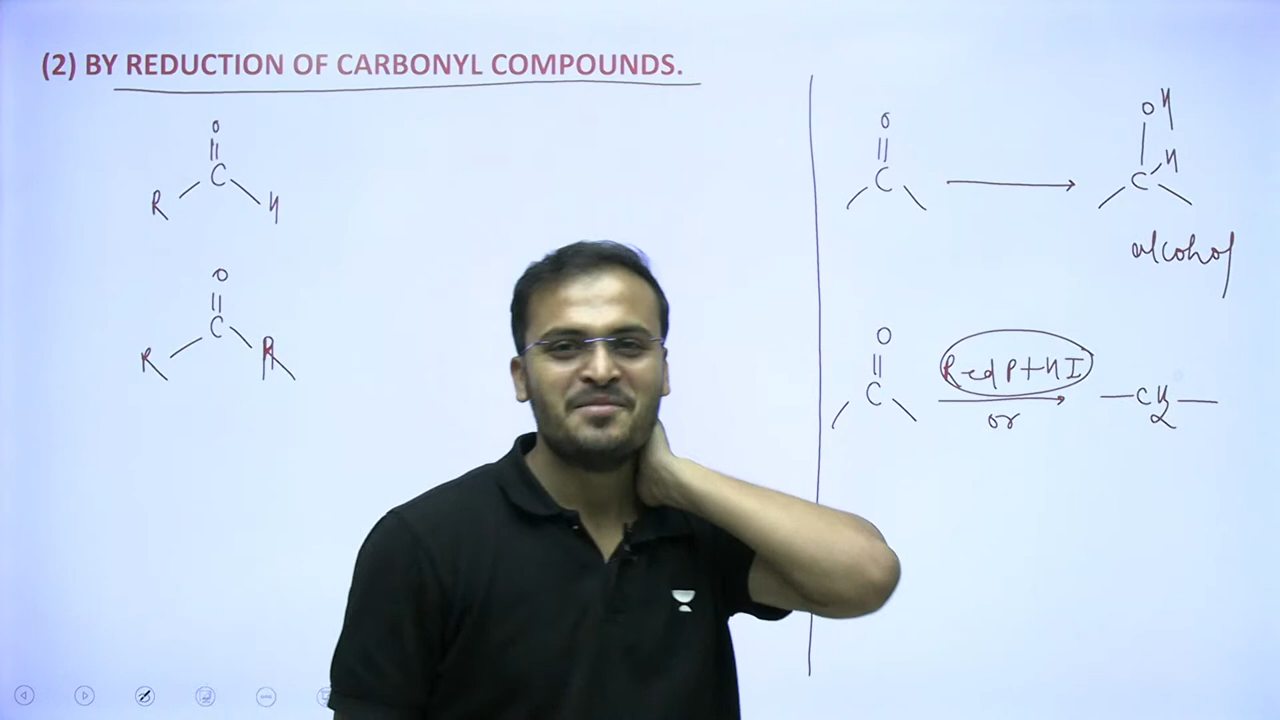 (2) BY REDUCTION OF CARBONYL COMPOUNDS.
O
||
C
R H
O
||
C
R R
O
||
C
OH
H
C
alcohol
O
||
C
Red P + HI
or
—CH2—